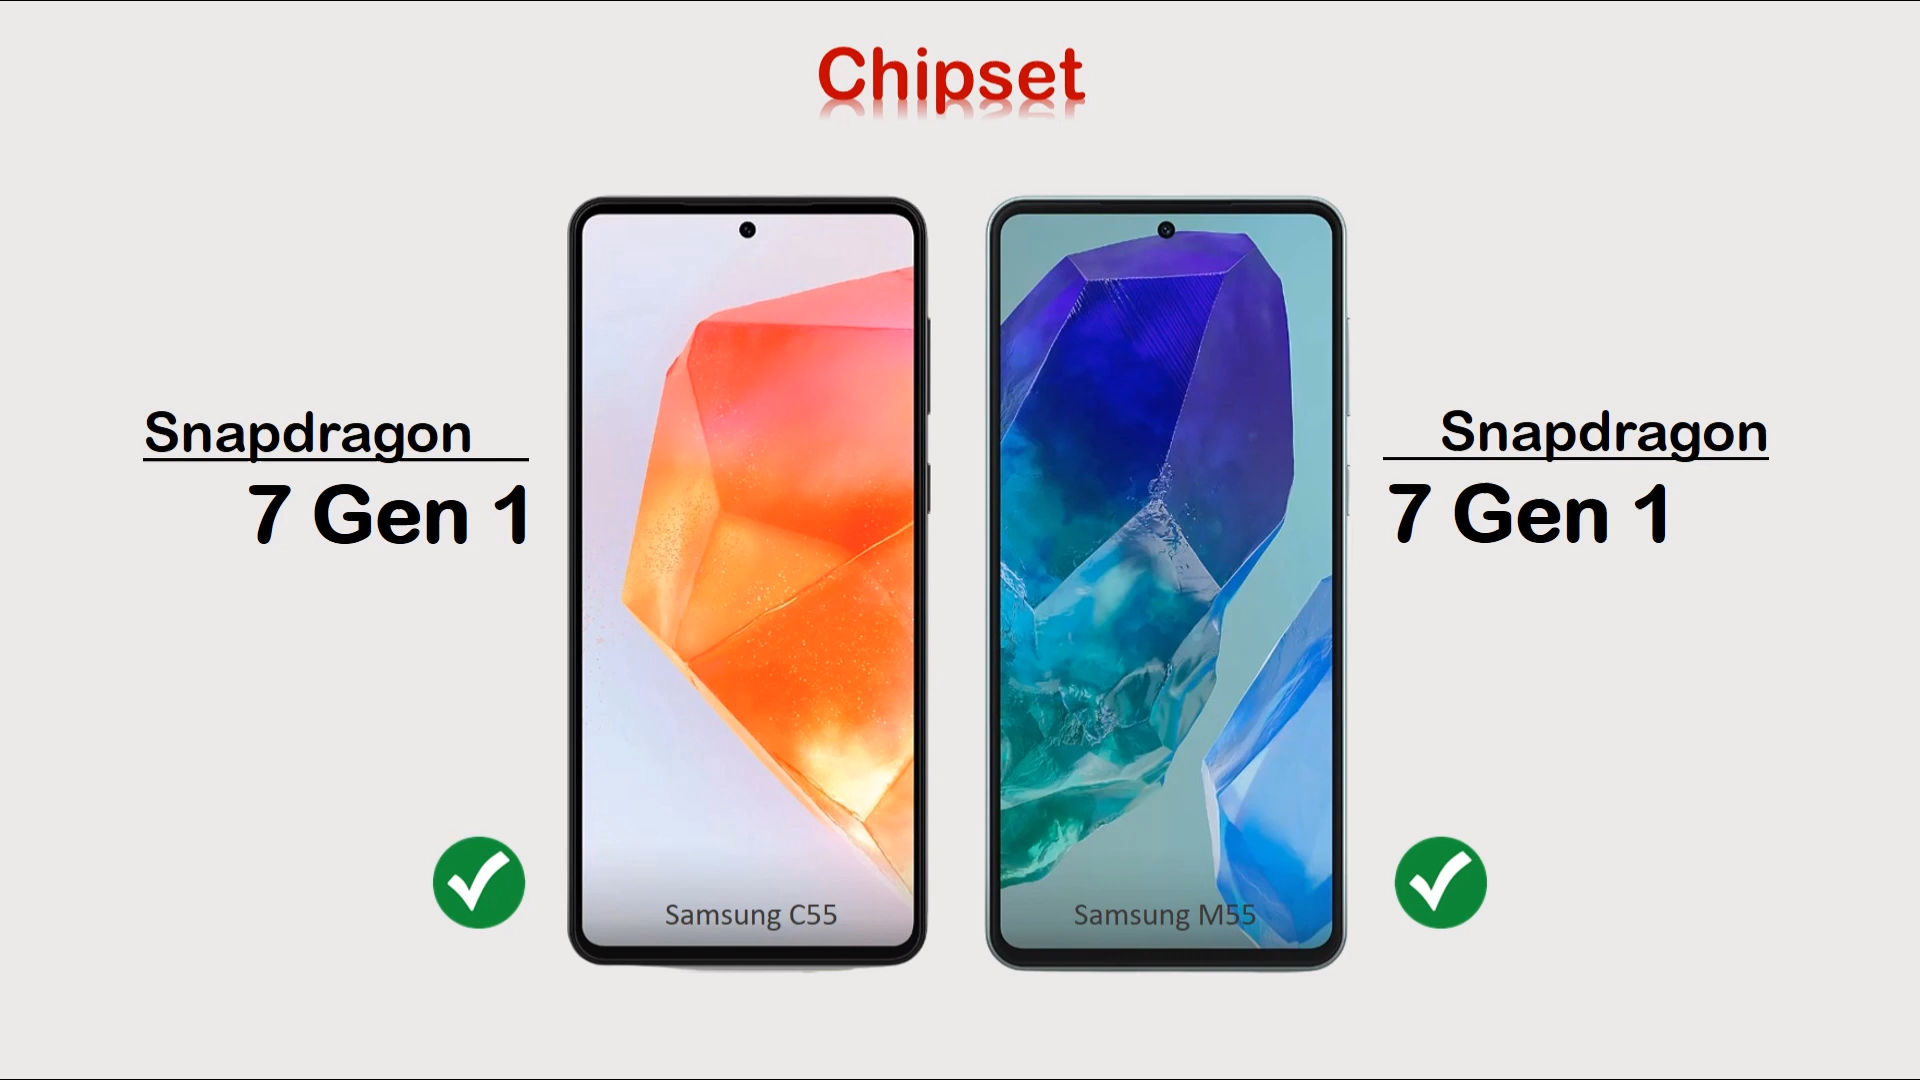 Chipset
Snapdragon
7 Gen 1
Snapdragon
7 Gen 1
Samsung C55
Samsung M55